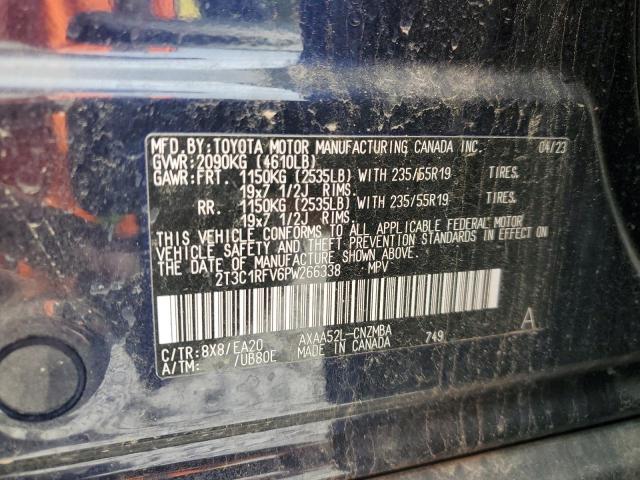 MFD.BY:TOYOTA MOTOR MANUFACTURING CANADA INC. 04/23
GVWR:2090KG (4610LB)
GAWR:FRT. 1150KG (2535LB) WITH 235/55R19 TIRES.
19x7 1/2J RIMS.
RR. 1150KG (2535LB) WITH 235/55R19 TIRES.
19x7 1/2J RIMS.
THIS VEHICLE CONFORMS TO ALL APPLICABLE FEDERAL MOTOR
VEHICLE SAFETY AND THEFT PREVENTION STANDARDS IN EFFECT
ON THE DATE OF MANUFACTURE SHOWN ABOVE.
2T3C1RFV6PW266338 MPV
C/TR:8X8/EA20 AXAA52L-CNZMBA 749 A
A/TM: /UB80E MADE IN CANADA